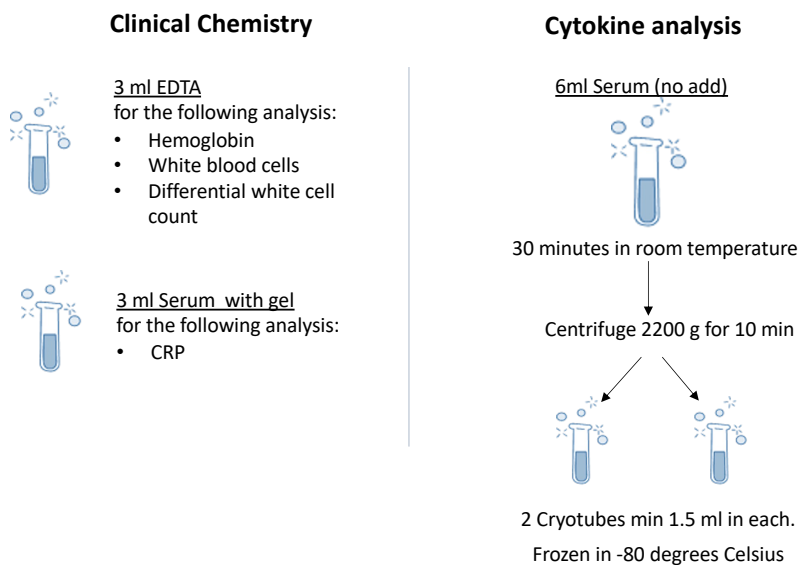 Clinical Chemistry
3 ml EDTA
for the following analysis:
• Hemoglobin
• White blood cells
• Differential white cell
count
3 ml Serum with gel
for the following analysis:
• CRP
Cytokine analysis
6ml Serum (no add)
30 minutes in room temperature
Centrifuge 2200 g for 10 min
2 Cryotubes min 1.5 ml in each.
Frozen in -80 degrees Celsius